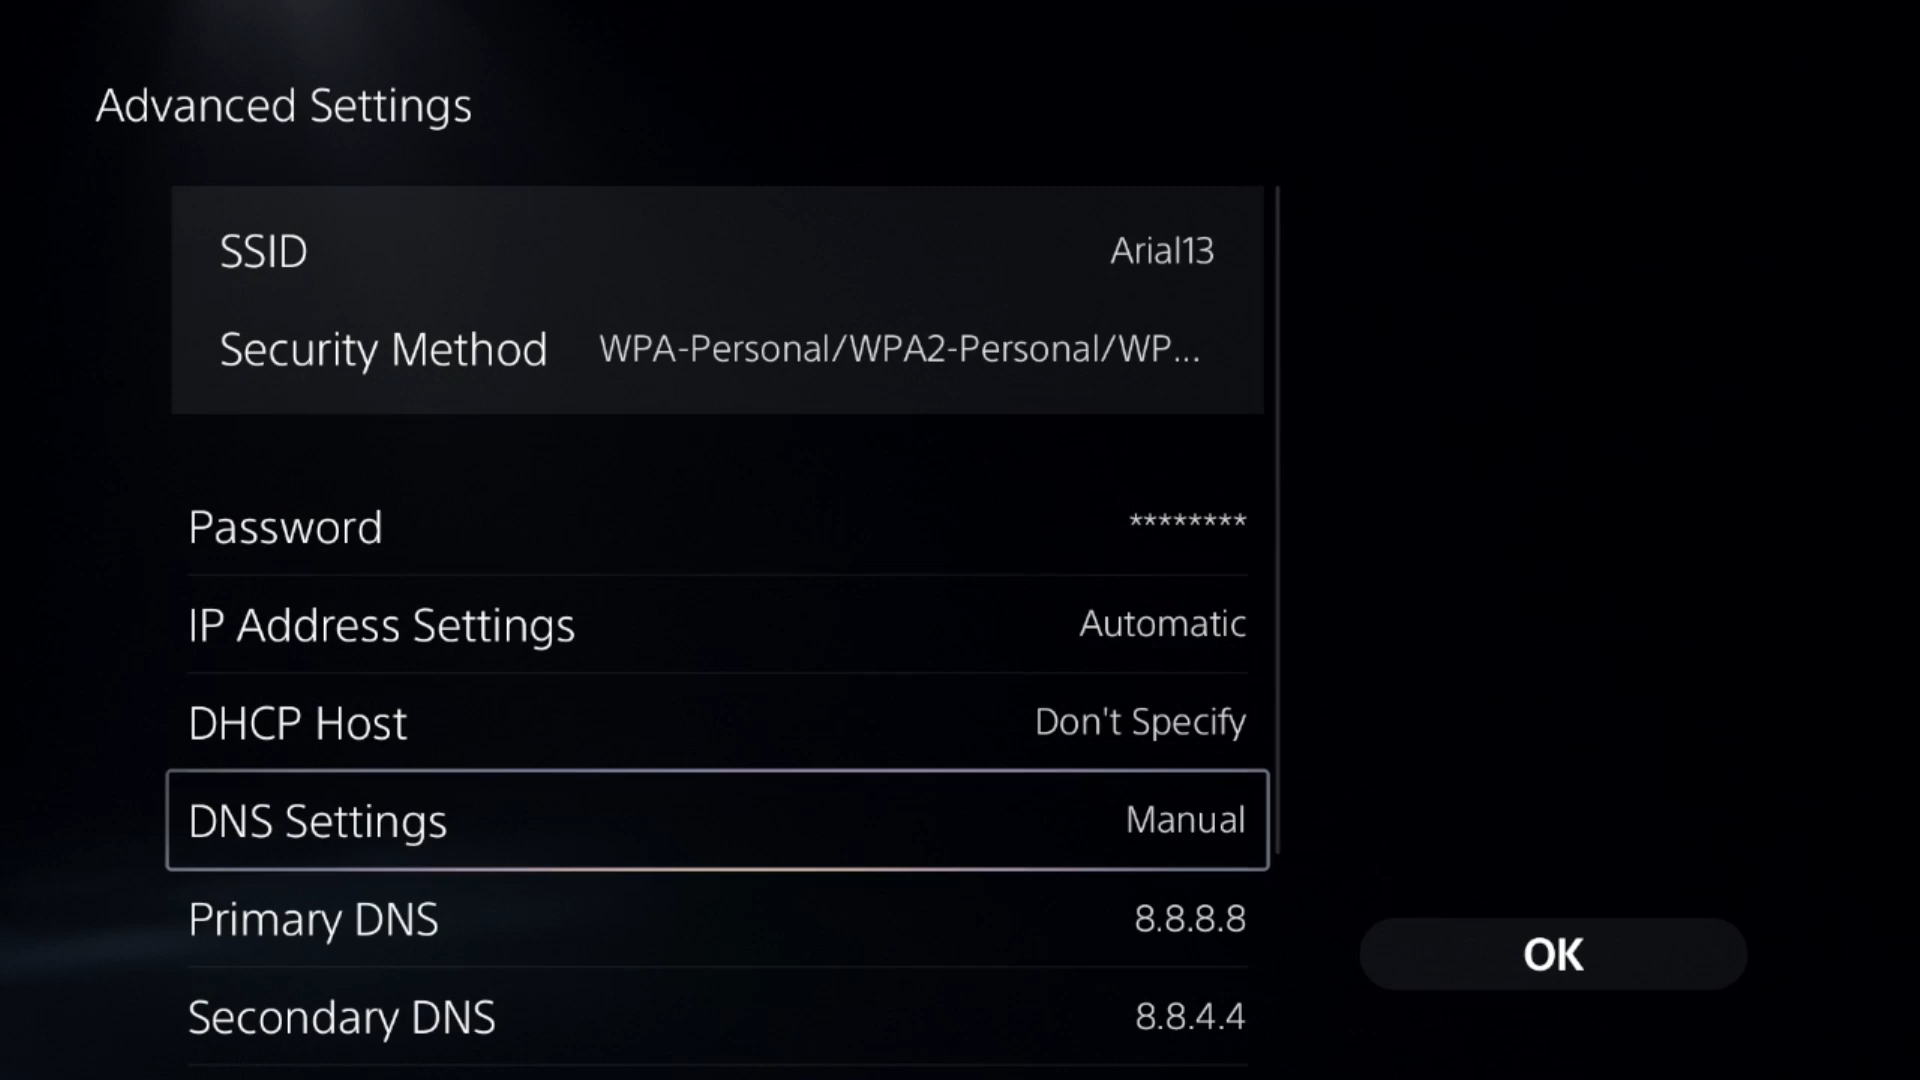 Advanced Settings
SSID Arial13
Security Method WPA-Personal/WPA2-Personal/WP...
Password ********
IP Address Settings Automatic
DHCP Host Don't Specify
DNS Settings Manual
Primary DNS 8.8.8.8
OK
Secondary DNS 8.8.4.4